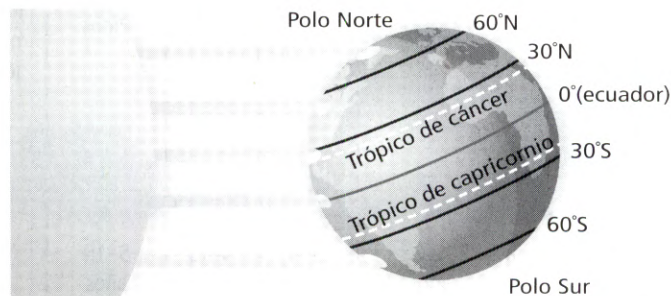 Polo Norte
60°N
30°N
0°(ecuador)
Trópico de cáncer
Trópico de capricornio
30°S
60°S
Polo Sur